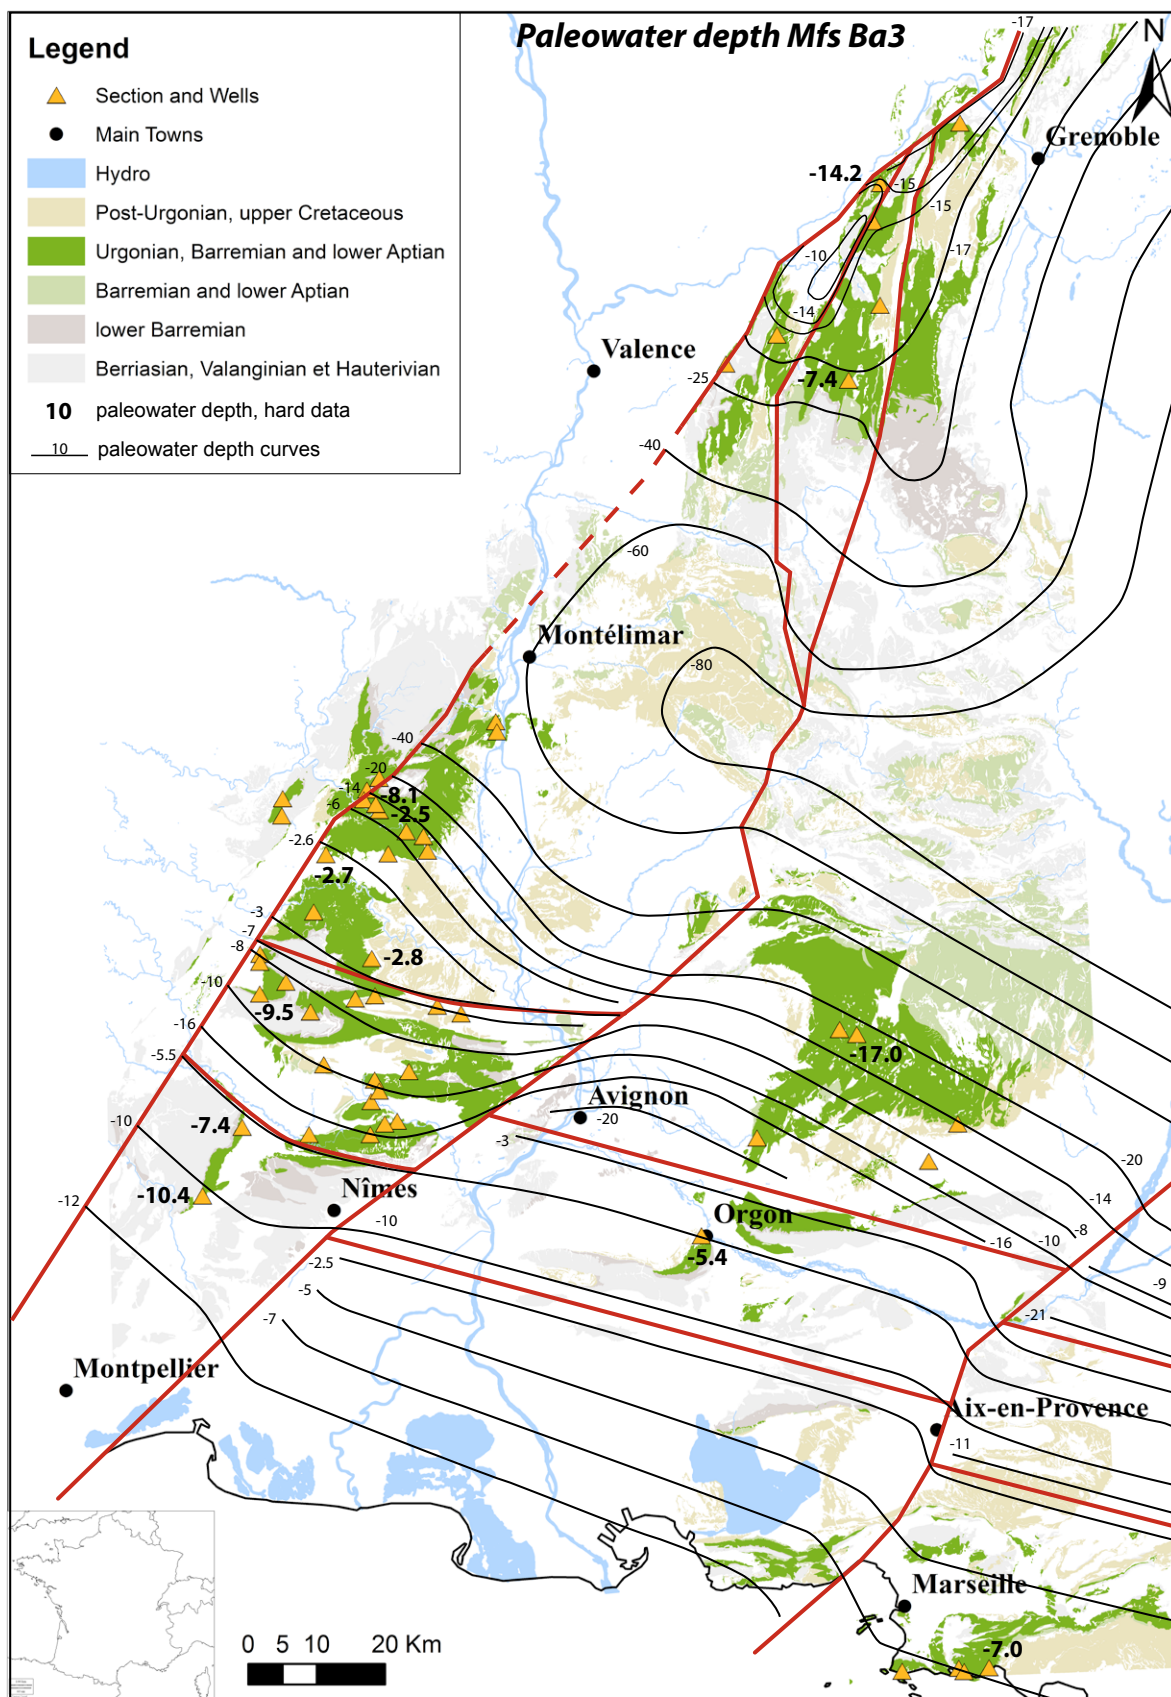 Paleowater depth Mfs Ba3
N
Legend
Section and Wells
Main Towns
Hydro
Post-Urgonian, upper Cretaceous
Urgonian, Barremian and lower Aptian
Barremian and lower Aptian
lower Barremian
Berriasian, Valanginian et Hauterivian
10 paleowater depth, hard data
10 paleowater depth curves
-17
Grenoble
-14.2
-15
-15
-17
-10
-14
Valence
-25
-7.4
-40
-60
Montélimar
-80
-40
-20
-14
-8.1
-6
-2.5
-2.6
-2.7
-3
-7
-8
-2.8
-10
-9.5
-16
-17.0
-5.5
Avignon
-20
-10
-7.4
-3
-20
-10.4
Nîmes
-12
-14
-10
Orgon
-8
-10
-16
-5.4
-2.5
-9
-5
-21
-7
Montpellier
Aix-en-Provence
-11
Marseille
-7.0
0 5 10 20 Km